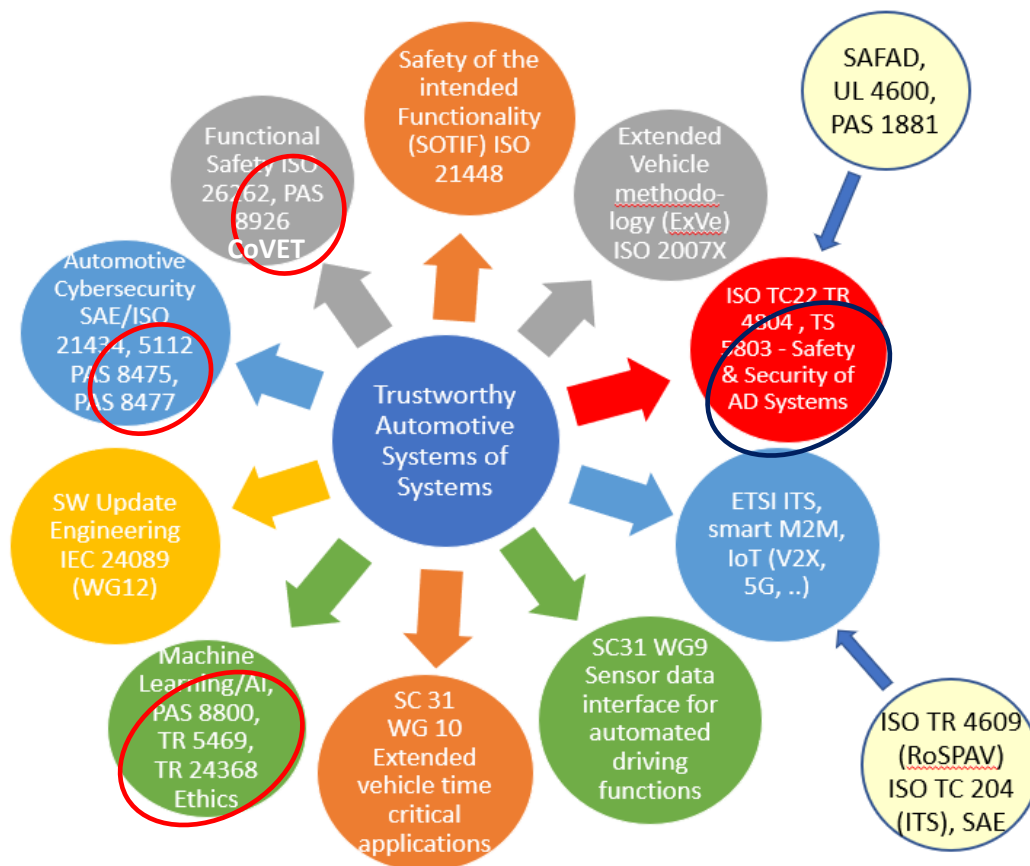 Safety of the
intended
Functionality
(SOTIF) ISO
21448
SAFAD,
UL 4600,
PAS 1881
Functional
Safety ISO
26262, PAS
8926
CoVET
Extended
Vehicle
methodo-
logy (ExVe)
ISO 2007X
Automotive
Cybersecurity
SAE/ISO
21434, 5112
PAS 8475,
PAS 8477
ISO TC22 TR
4804 , TS
5803 - Safety
& Security of
AD Systems
Trustworthy
Automotive
Systems of
Systems
SW Update
Engineering
IEC 24089
(WG12)
ETSI ITS,
smart M2M,
IoT (V2X,
5G, ..)
Machine
Learning/AI,
PAS 8800,
TR 5469,
TR 24368
Ethics
SC 31
WG 10
Extended
vehicle time
critical
applications
SC31 WG9
Sensor data
interface for
automated
driving
functions
ISO TR 4609
(RoSPAV)
ISO TC 204
(ITS), SAE